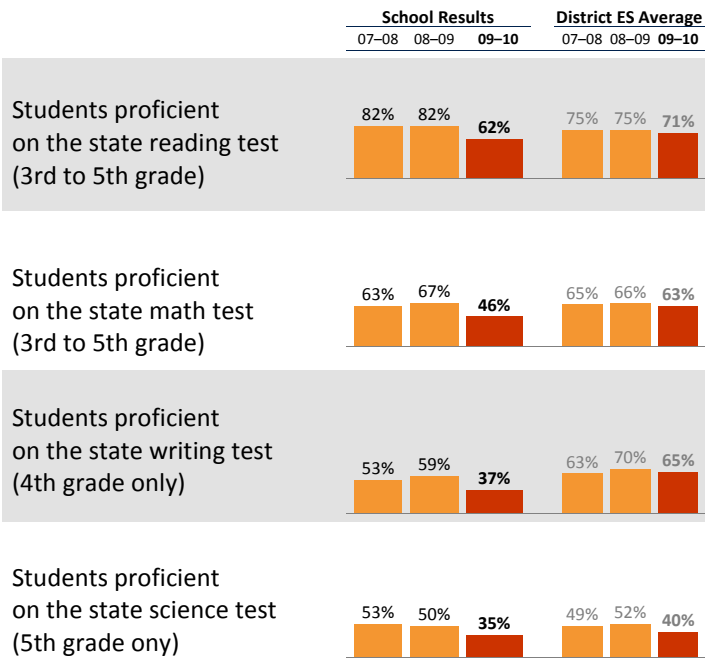 School Results District ES Average
07–08 08–09 09–10 07–08 08–09 09–10
Students proficient
on the state reading test
(3rd to 5th grade)
82% 82% 62% 75% 75% 71%
Students proficient
on the state math test
(3rd to 5th grade)
63% 67% 46% 65% 66% 63%
Students proficient
on the state writing test
(4th grade only)
53% 59% 37% 63% 70% 65%
Students proficient
on the state science test
(5th grade ony)
53% 50% 35% 49% 52% 40%